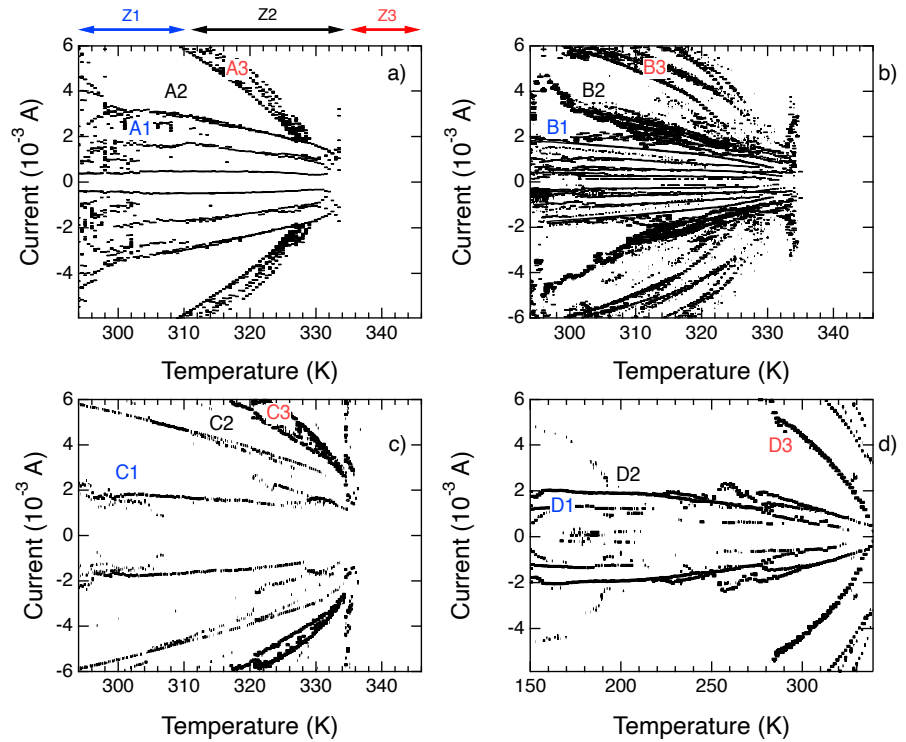 Z1 Z2 Z3
6
4
2
0
-2
-4
300 310 320 330 340
Current (10⁻³ A)
Temperature (K)
A1
A2
A3
a)
6
4
2
0
-2
-4
-6
300 310 320 330 340
Current (10⁻³ A)
Temperature (K)
B1
B2
B3
b)
6
4
2
0
-2
-4
-6
300 310 320 330 340
Current (10⁻³ A)
Temperature (K)
C1
C2
C3
c)
6
4
2
0
-2
-4
150 200 250 300
Current (10⁻³ A)
Temperature (K)
D1
D2
D3
d)